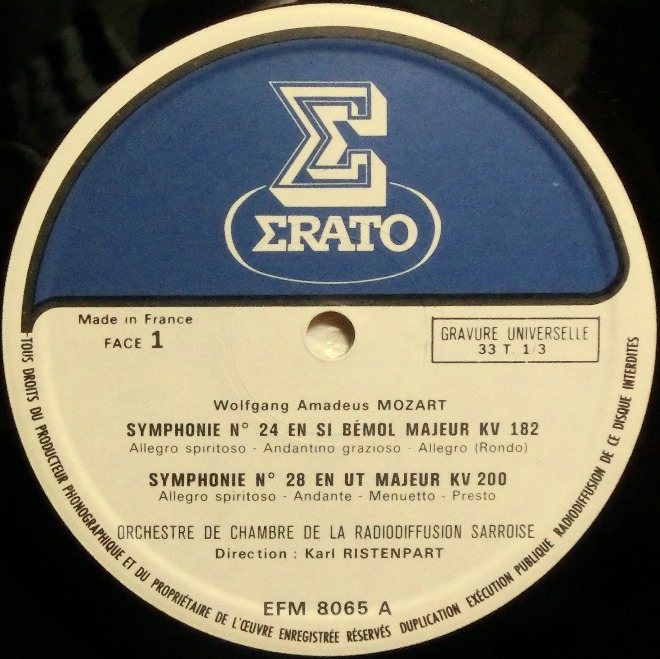 ΣRATO
Made in France
FACE 1
GRAVURE UNIVERSELLE
33 T. 1/3
Wolfgang Amadeus MOZART
SYMPHONIE N° 24 EN SI BÉMOL MAJEUR KV 182
Allegro spiritoso - Andantino grazioso - Allegro (Rondo)
SYMPHONIE N° 28 EN UT MAJEUR KV 200
Allegro spiritoso - Andante - Menuetto - Presto
ORCHESTRE DE CHAMBRE DE LA RADIODIFFUSION SARROISE
Direction : Karl RISTENPART
EFM 8065 A
TOUS DROITS DU PRODUCTEUR PHONOGRAPHIQUE ET DU PROPRIÉTAIRE DE L'ŒUVRE ENREGISTRÉE RÉSERVÉS DUPLICATION EXÉCUTION PUBLIQUE RADIODIFFUSION DE CE DISQUE INTERDITES